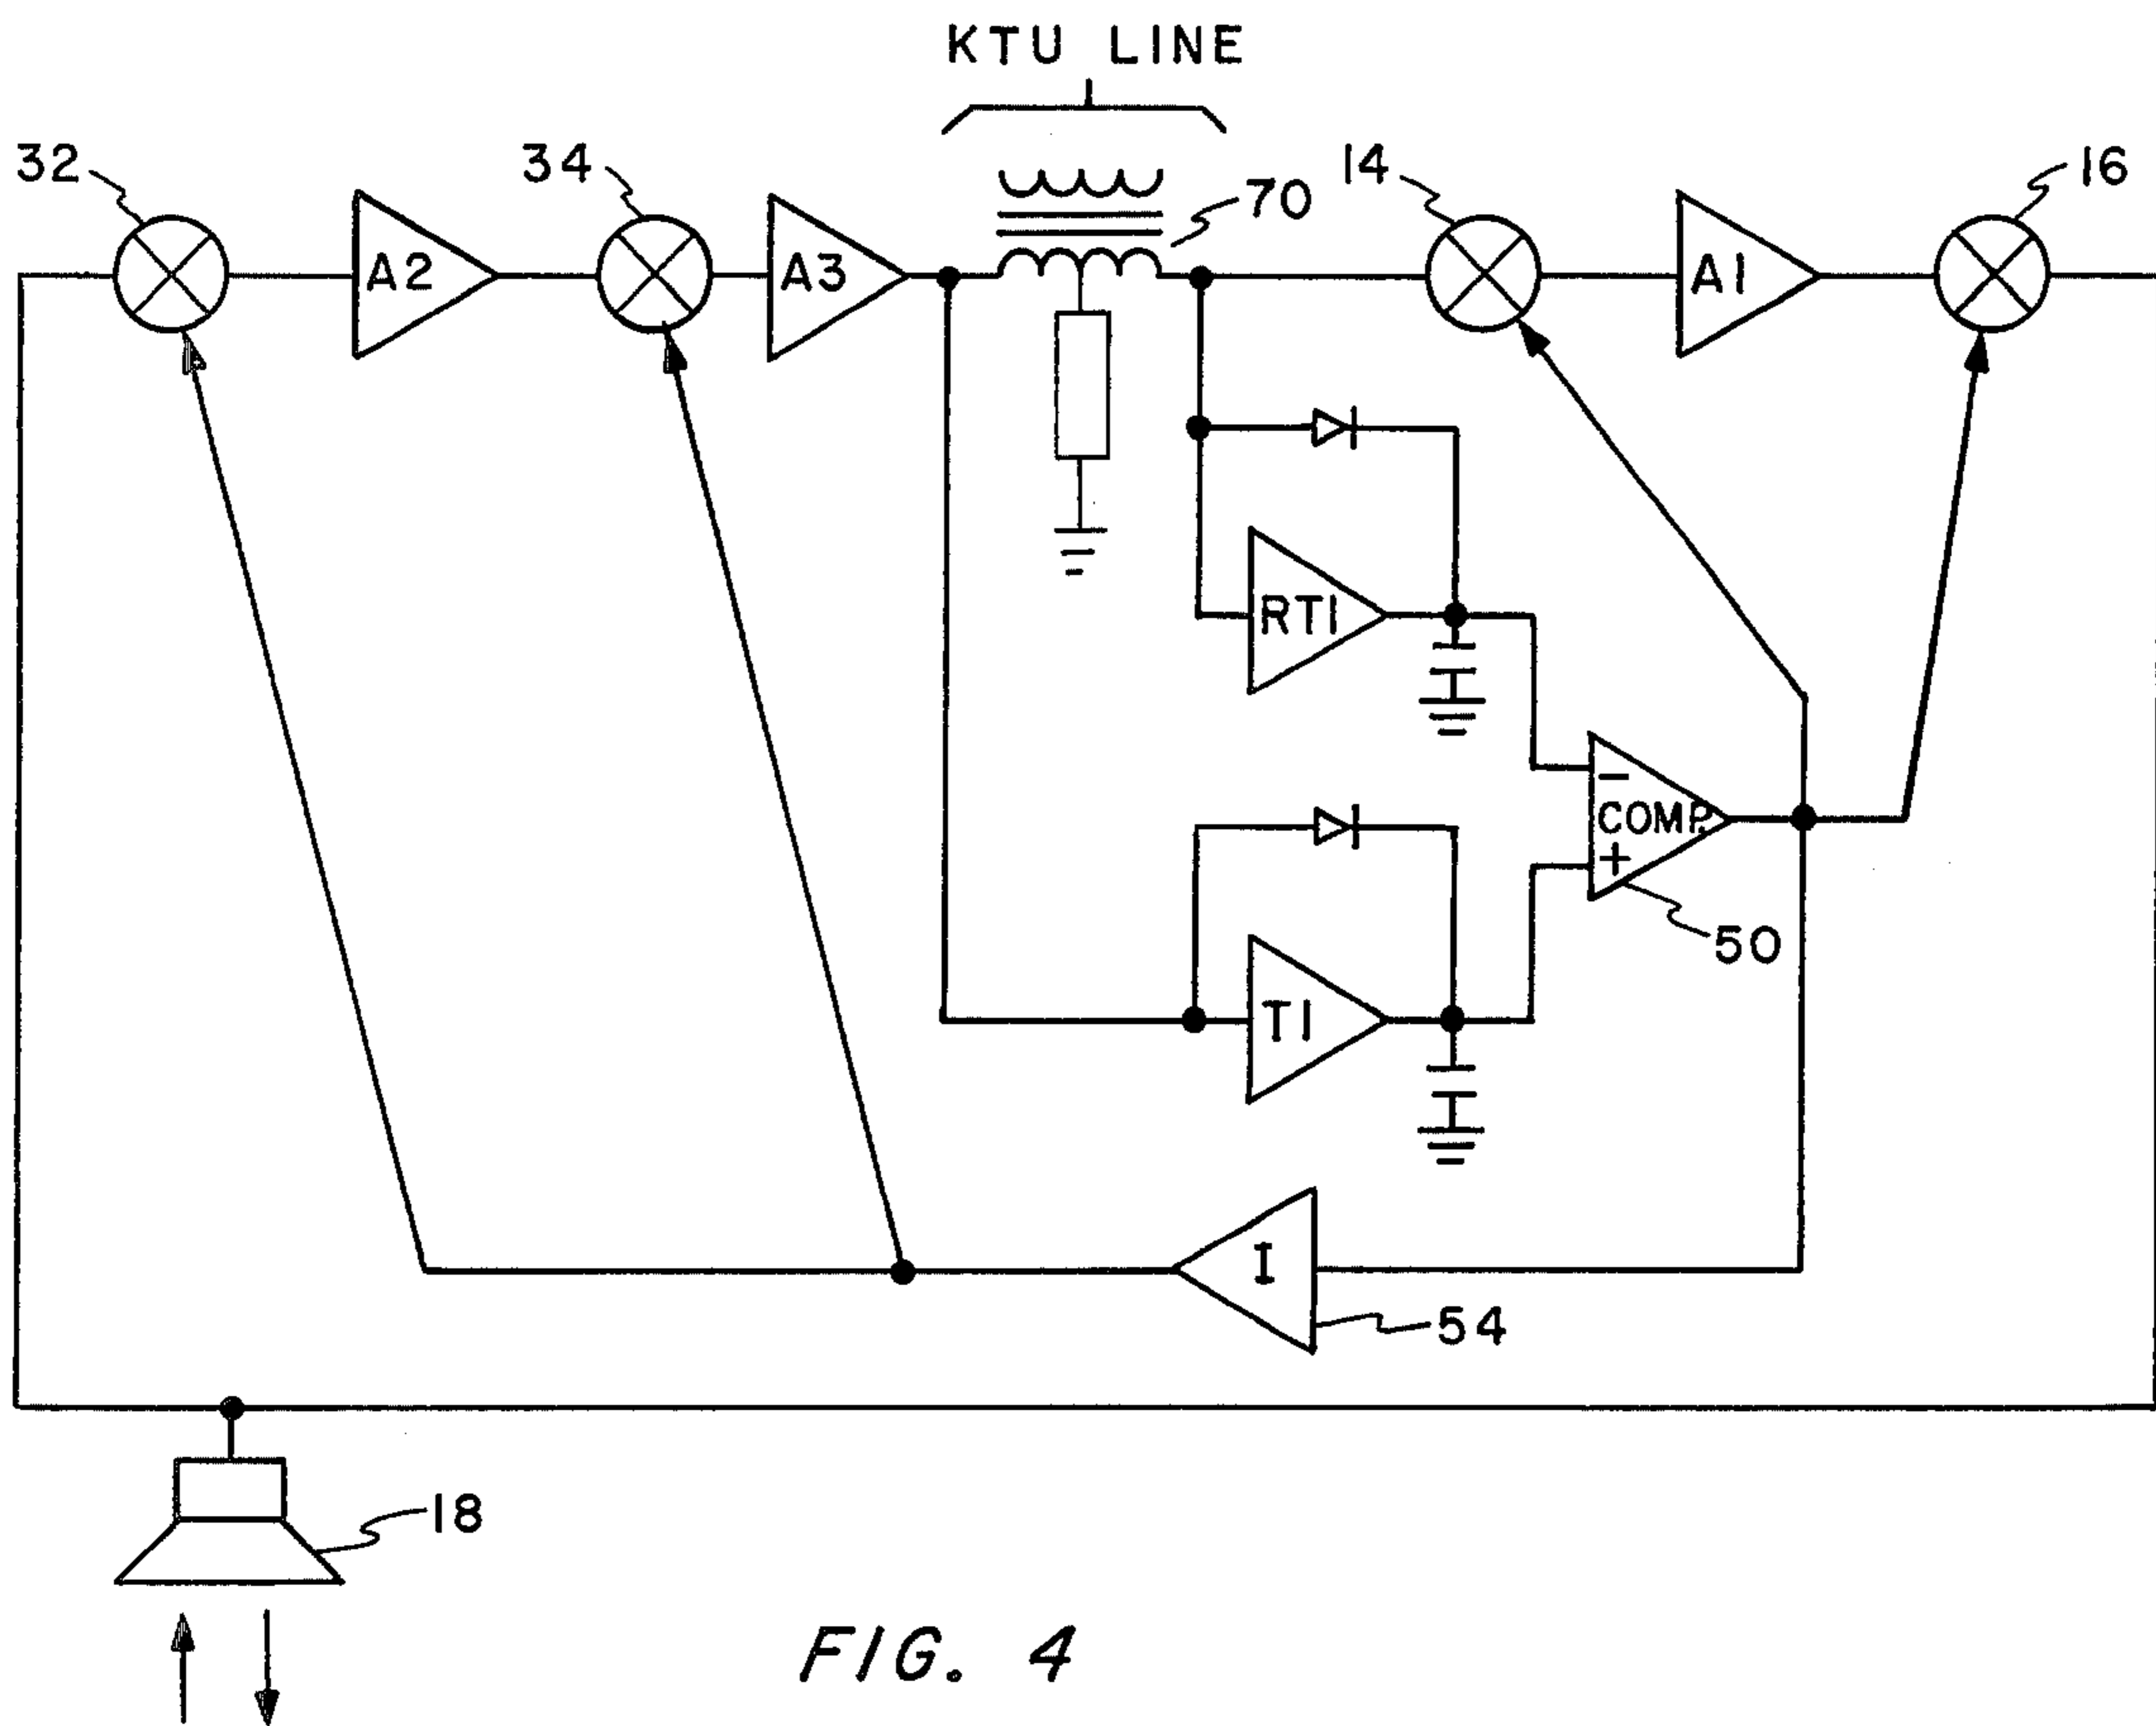 KTU LINE
32
34
70
14
16
A2
A3
A1
RT1
-
COMP.
+
50
T1
I
54
18
FIG. 4